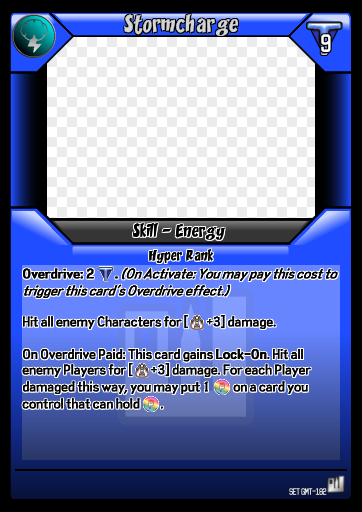 Stormcharge
9
Skill - Energy
Hyper Rank
Overdrive: 2 . (On Activate: You may pay this cost to
trigger this card's Overdrive effect.)
Hit all enemy Characters for [ +3] damage.
On Overdrive Paid: This card gains Lock-On. Hit all
enemy Players for [ +3] damage. For each Player
damaged this way, you may put 1 on a card you
control that can hold .
SET GMT-182